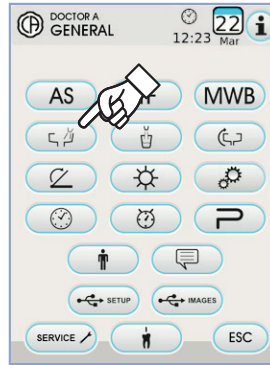 DOCTOR A
GENERAL
12:23
22
Mar
i
AS
MWB
SETUP
IMAGES
SERVICE
ESC